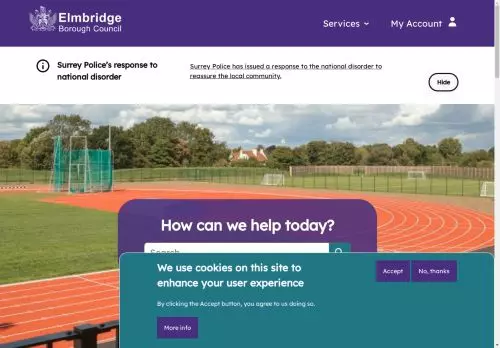 Elmbridge
Borough Council
Services
My Account
Surrey Police's response to
national disorder
Surrey Police has issued a response to the national disorder to
reassure the local community.
Hide
How can we help today?
Search
We use cookies on this site to
enhance your user experience
By clicking the Accept button, you agree to us doing so.
Accept
No, thanks
More info